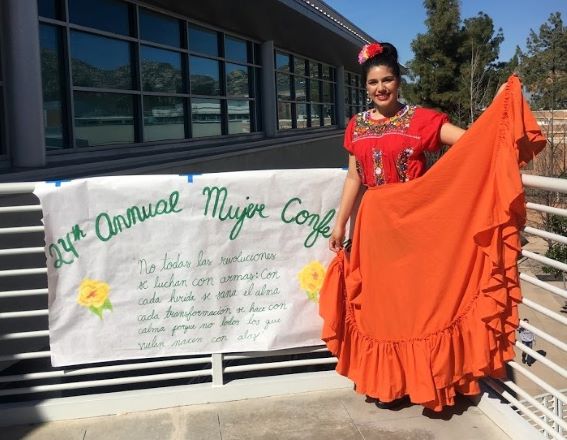 24th Annual Mujer Confe
No todas las revoluciones
se luchan con armas: Con
cada herida se sana el alma
cada transformación se hace con
calma porque no todos los que
vuelan nacen con alas